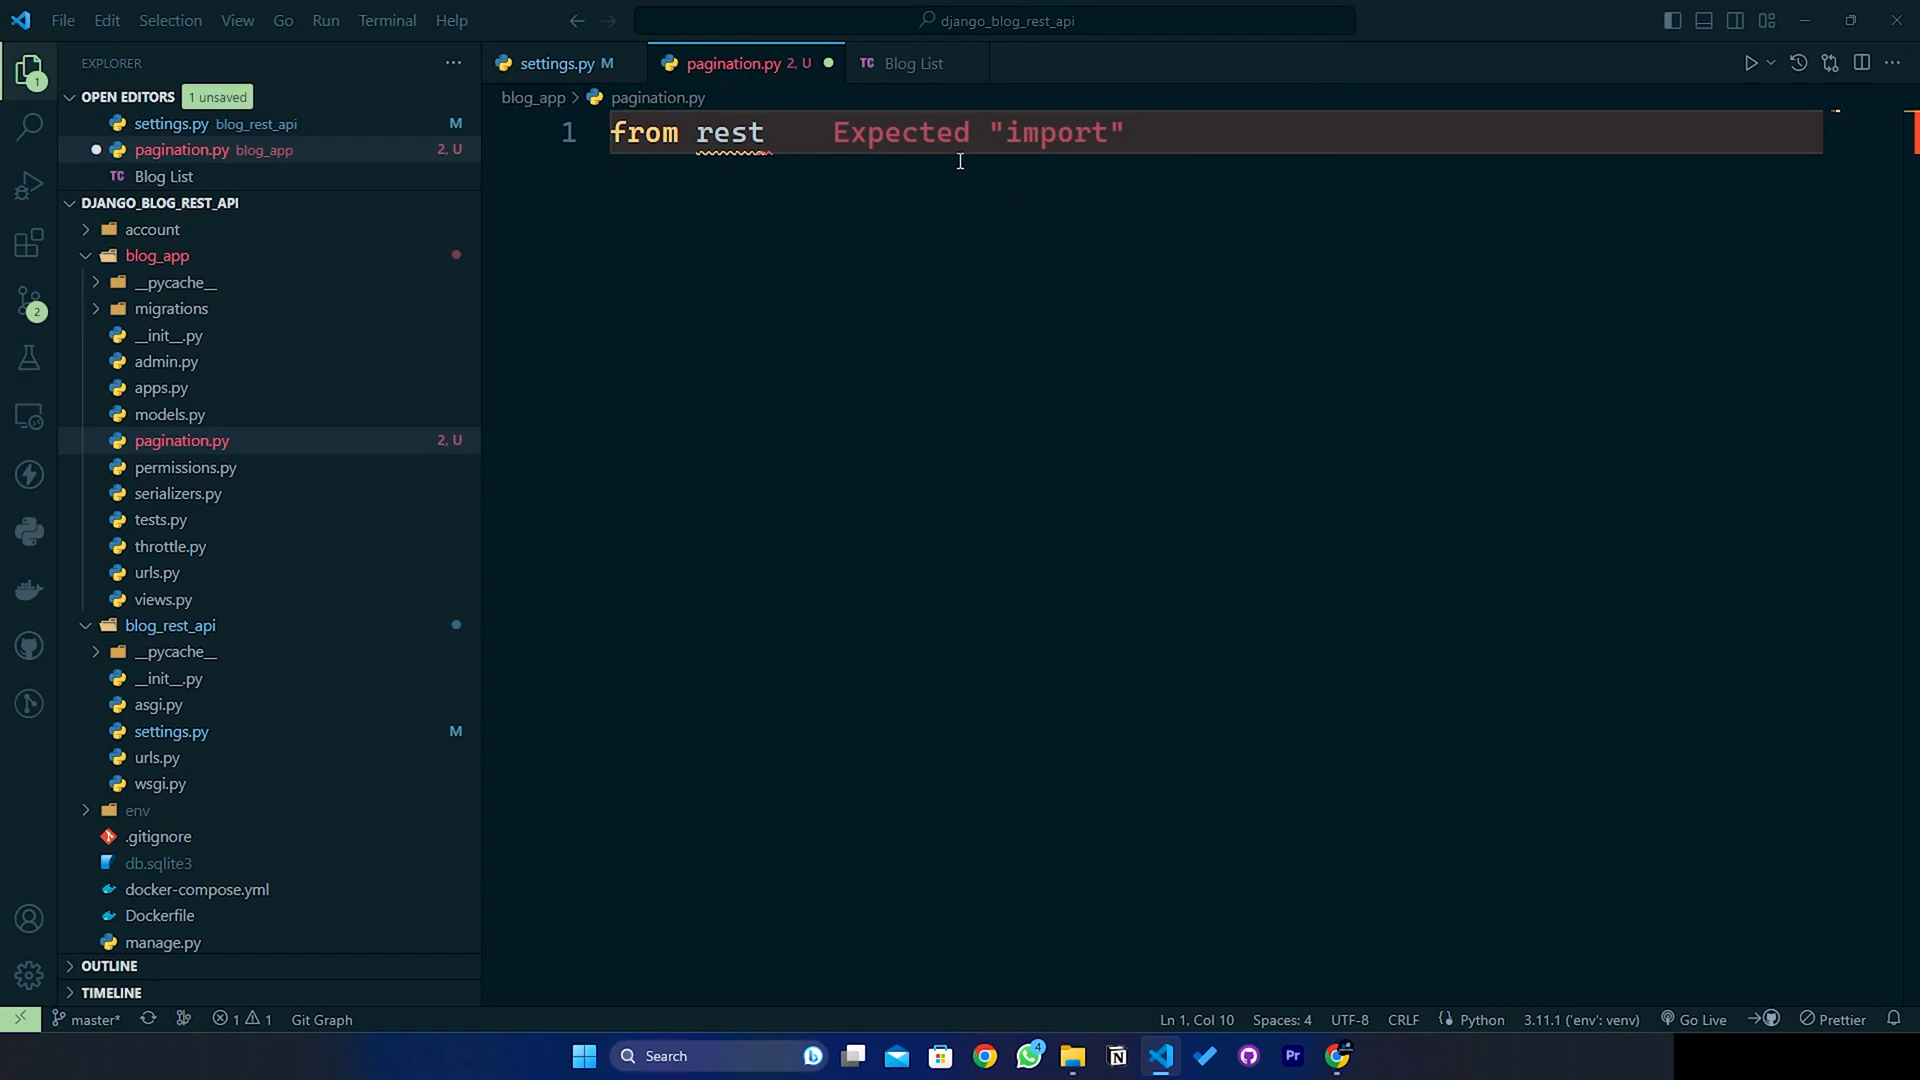 File Edit Selection View Go Run Terminal Help
django_blog_rest_api
EXPLORER
settings.py M
pagination.py 2, U
TC Blog List
OPEN EDITORS 1 unsaved
settings.py blog_rest_api M
pagination.py blog_app 2, U
TC Blog List
DJANGO_BLOG_REST_API
account
blog_app
__pycache__
migrations
__init__.py
admin.py
apps.py
models.py
pagination.py 2, U
permissions.py
serializers.py
tests.py
throttle.py
urls.py
views.py
blog_rest_api
__pycache__
__init__.py
asgi.py
settings.py M
urls.py
wsgi.py
env
.gitignore
db.sqlite3
docker-compose.yml
Dockerfile
manage.py
OUTLINE
TIMELINE
1
2
blog_app > pagination.py
1 from rest Expected "import"
master* 1 1 Git Graph
Ln 1, Col 10 Spaces: 4 UTF-8 CRLF Python 3.11.1 ('env': venv) Go Live Prettier
Search
4
N
Pr